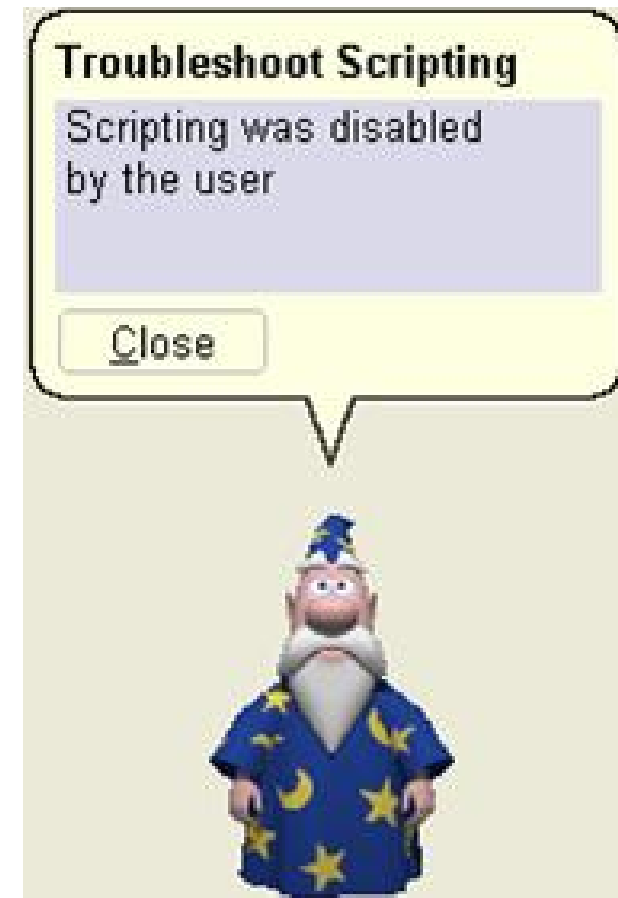 Troubleshoot Scripting
Scripting was disabled
by the user
Close